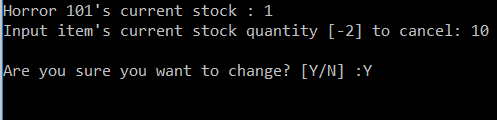 Horror 101's current stock : 1
Input item's current stock quantity [-2] to cancel: 10
Are you sure you want to change? [Y/N] :Y